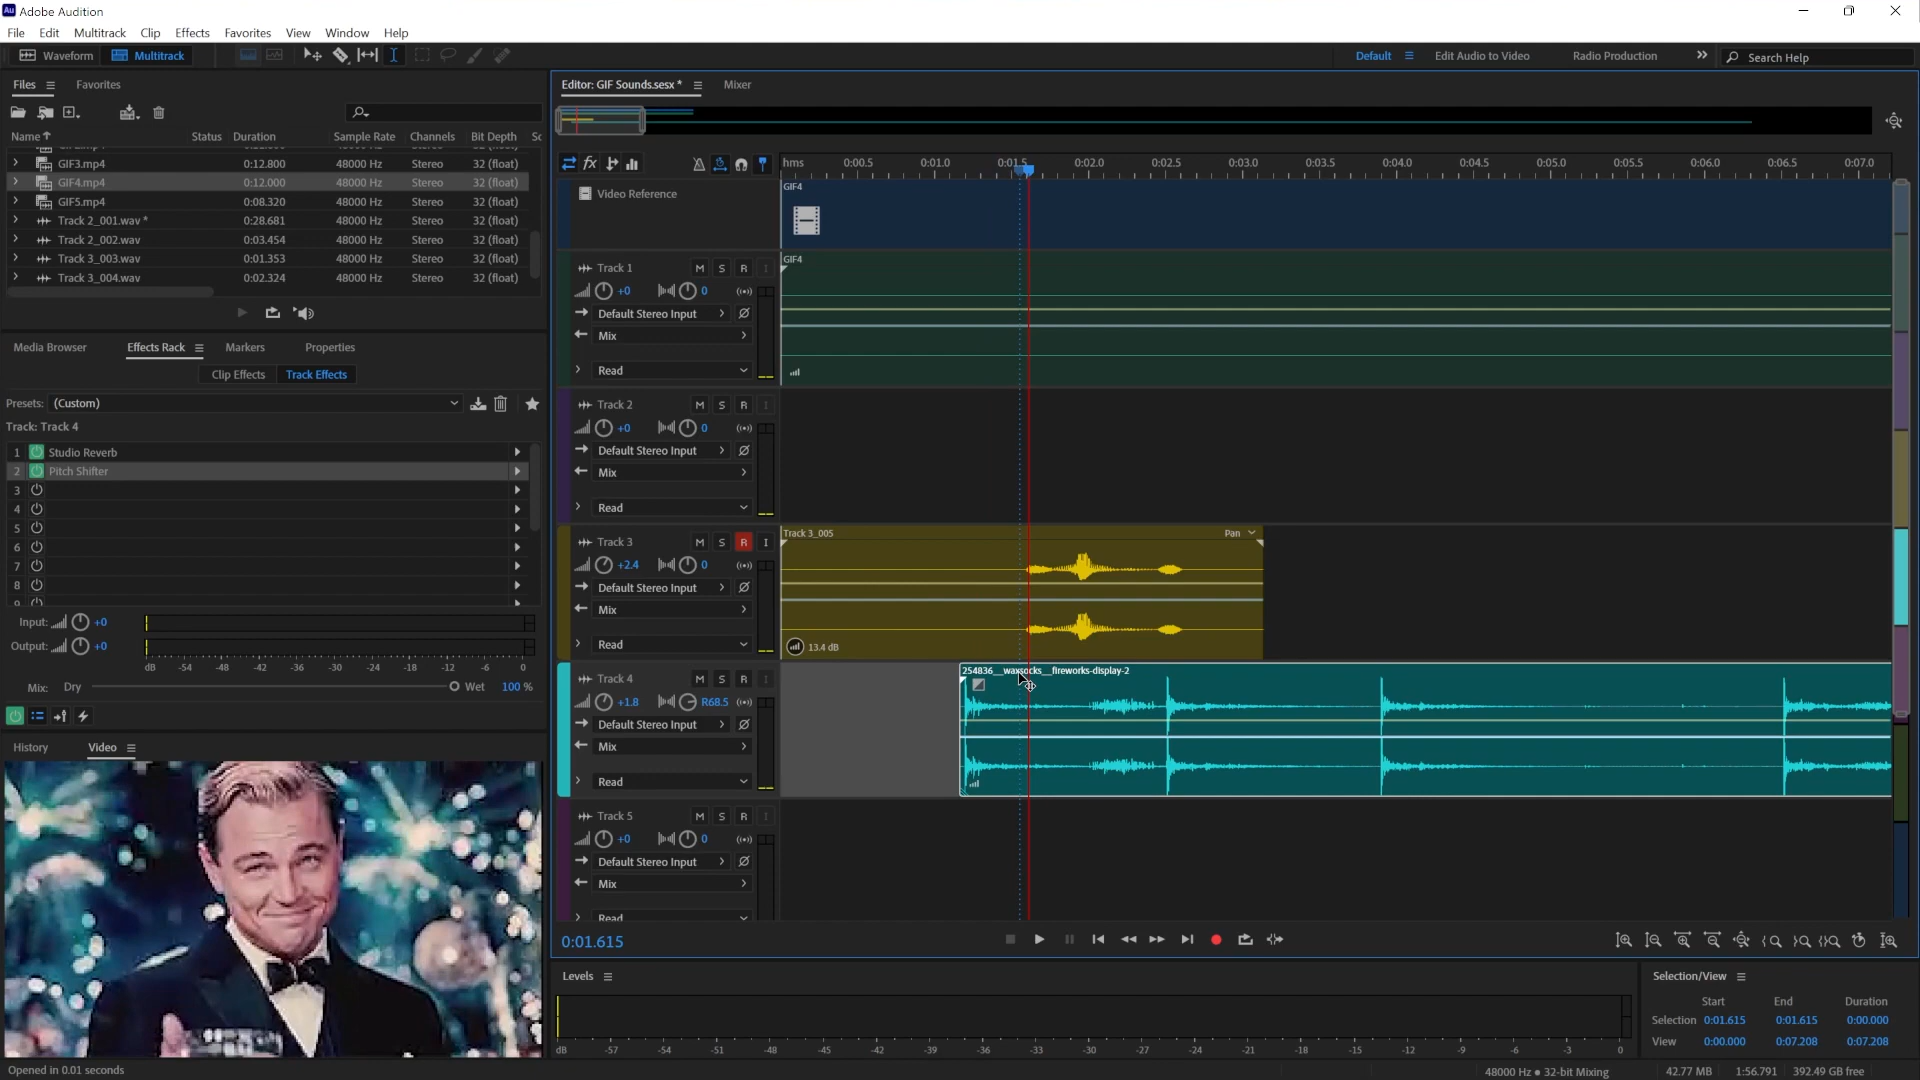 Au Adobe Audition
File Edit Multitrack Clip Effects Favorites View Window Help
Waveform Multitrack Default Edit Audio to Video Radio Production Search Help
Files Favorites
Name Status Duration Sample Rate Channels Bit Depth Sc
GIF3.mp4 0:12.800 48000 Hz Stereo 32 (float)
GIF4.mp4 0:12.000 48000 Hz Stereo 32 (float)
GIF5.mp4 0:08.320 48000 Hz Stereo 32 (float)
Track 2_001.wav * 0:28.681 48000 Hz Stereo 32 (float)
Track 2_002.wav 0:03.454 48000 Hz Stereo 32 (float)
Track 3_003.wav 0:01.353 48000 Hz Stereo 32 (float)
Track 3_004.wav 0:02.324 48000 Hz Stereo 32 (float)
Media Browser Effects Rack Markers Properties
Clip Effects Track Effects
Presets: (Custom)
Track: Track 4
1 Studio Reverb
2 Pitch Shifter
3
4
5
6
7
8
9
Input: +0
Output: +0
dB -54 -48 -42 -36 -30 -24 -18 -12 -6 0
Mix: Dry Wet 100 %
History Video
Editor: GIF Sounds.sesx * Mixer
fx hms 0:00.5 0:01.0 0:01.5 0:02.0 0:02.5 0:03.0 0:03.5 0:04.0 0:04.5 0:05.0 0:05.5 0:06.0 0:06.5 0:07.0
Video Reference
GIF4
Track 1 M S R I
+0 0
Default Stereo Input
Mix
Read
GIF4
Track 2 M S R I
+0 0
Default Stereo Input
Mix
Read
Track 3 M S R I
+2.4 0
Default Stereo Input
Mix
Read
Track 3_005 Pan
13.4 dB
Track 4 M S R I
+1.8 R68.5
Default Stereo Input
Mix
Read
254836__waxsocks__fireworks-display-2
Track 5 M S R I
+0 0
Default Stereo Input
Mix
Read
0:01.615
Levels
dB -57 -54 -51 -48 -45 -42 -39 -36 -33 -30 -27 -24 -21 -18 -15 -12 -9 -6 -3 0
Selection/View
Start End Duration
Selection 0:01.615 0:01.615 0:00.000
View 0:00.000 0:07.208 0:07.208
Opened in 0.01 seconds
48000 Hz ● 32-bit Mixing 42.77 MB 1:56.791 392.49 GB free